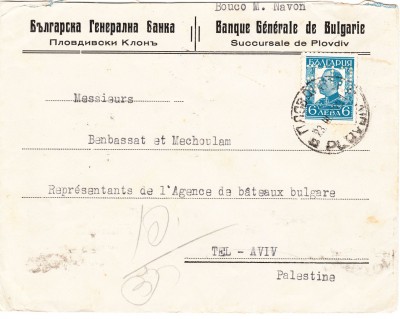 Bouco M. Navon
Българска Генерална Банка
Пловдивски Клонъ
Banque Générale de Bulgarie
Succursale de Plovdiv
БЪЛГАРИЯ
6 ЛЕВА 6
Messieurs
Benbassat et Mechoulam
Représentants de l'Agence de bâteaux bulgare
TEL - AVIV
Palestine